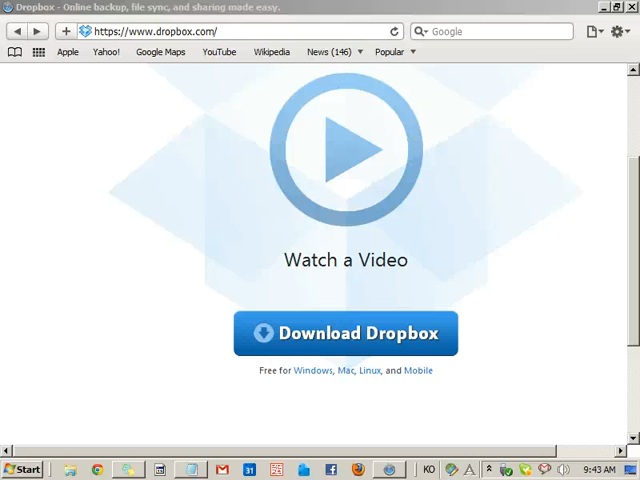 Dropbox - Online backup, file sync, and sharing made easy.
https://www.dropbox.com/
Google
Apple Yahoo! Google Maps YouTube Wikipedia News (146) Popular
Watch a Video
Download Dropbox
Free for Windows, Mac, Linux, and Mobile
Start 31 KO 9:43 AM